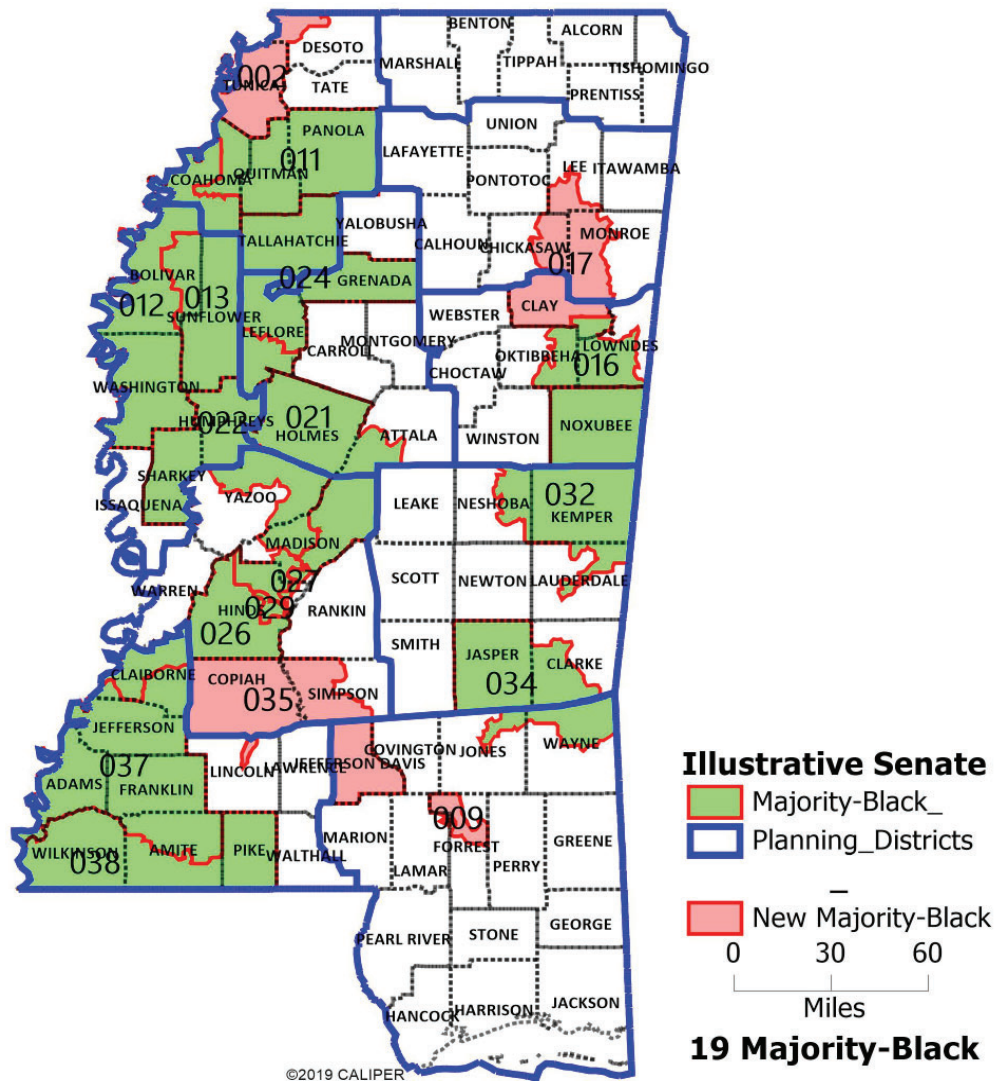 BENTON
ALCORN
DESOTO
MARSHALL
TIPPAH
TISHOMINGO
002
TUNICA
TATE
PRENTISS
UNION
PANOLA
LAFAYETTE
011
LEE
ITAWAMBA
QUITMAN
COAHOMA
PONTOTOC
YALOBUSHA
MONROE
TALLAHATCHIE
CALHOUN
CHICKASAW
017
BOLIVAR
024
GRENADA
012
013
CLAY
SUNFLOWER
WEBSTER
LEFLORE
MONTGOMERY
LOWNDES
CARROLL
OKTIBBEHA
CHOCTAW
016
WASHINGTON
HUMPHREYS
022
021
HOLMES
ATTALA
WINSTON
NOXUBEE
SHARKEY
YAZOO
LEAKE
NESHOBA
032
ISSAQUENA
KEMPER
MADISON
SCOTT
NEWTON
LAUDERDALE
027
WARREN
HINDS
029
RANKIN
026
SMITH
JASPER
CLARKE
CLAIBORNE
COPIAH
035
SIMPSON
034
JEFFERSON
COVINGTON
JONES
WAYNE
037
LINCOLN
LAWRENCE
JEFFERSON DAVIS
ADAMS
FRANKLIN
009
MARION
FORREST
GREENE
WILKINSON
AMITE
PIKE
WALTHALL
038
LAMAR
PERRY
GEORGE
PEARL RIVER
STONE
HANCOCK
HARRISON
JACKSON
Illustrative Senate
Majority-Black_
Planning_Districts
_
New Majority-Black
0 30 60
Miles
19 Majority-Black
©2019 CALIPER